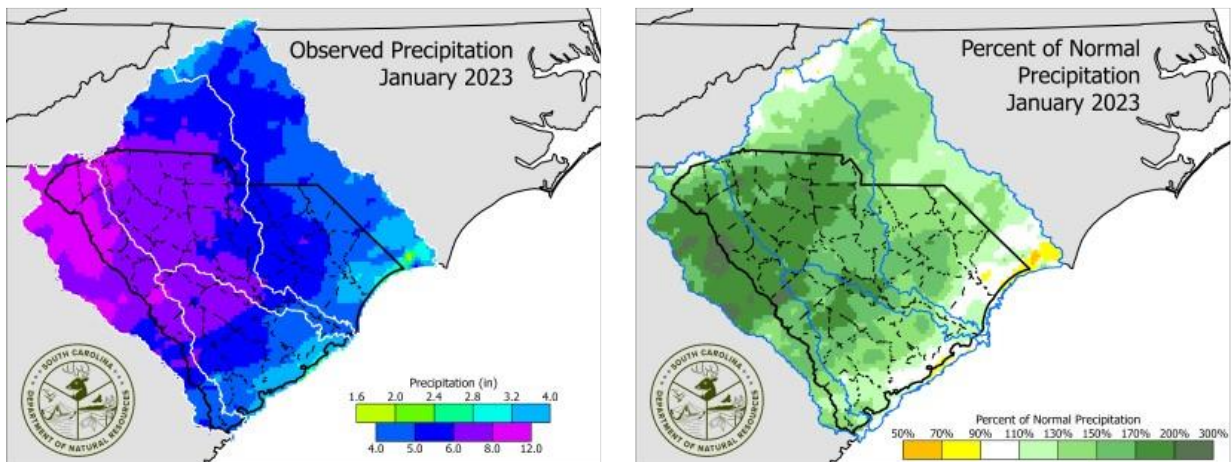 Observed Precipitation
January 2023
SOUTH CAROLINA
DEPARTMENT OF NATURAL RESOURCES
Precipitation (in)
1.6 2.0 2.4 2.8 3.2 4.0
4.0 5.0 6.0 8.0 12.0
Percent of Normal
Precipitation
January 2023
SOUTH CAROLINA
DEPARTMENT OF NATURAL RESOURCES
Percent of Normal Precipitation
50% 70% 90% 110% 130% 150% 170% 200% 300%